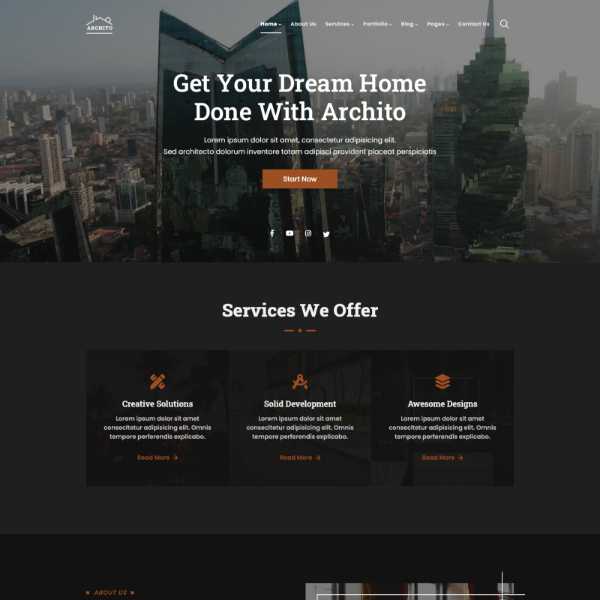 ARCHITO
Home About Us Services Portfolio Blog Pages Contact Us
Get Your Dream Home
Done With Archito
Lorem ipsum dolor sit amet, consectetur adipisicing elit.
Sed architecto dolorum inventore totam adipisci provident placeat perspiciatis
Start Now
Services We Offer
Creative Solutions
Lorem ipsum dolor sit amet
consectetur adipisicing elit. Omnis
tempore perferendis explicabo.
Read More
Solid Development
Lorem ipsum dolor sit amet
consectetur adipisicing elit. Omnis
tempore perferendis explicabo.
Read More
Awesome Designs
Lorem ipsum dolor sit amet
consectetur adipisicing elit. Omnis
tempore perferendis explicabo.
Read More
ABOUT US